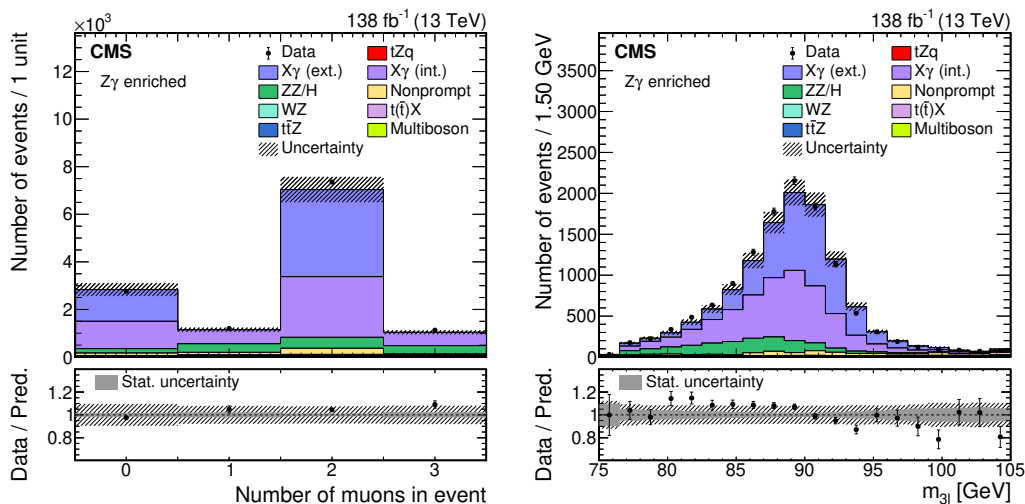 ×10³
138 fb⁻¹ (13 TeV)
CMS
Zγ enriched
Data
tZq
Xγ (ext.)
Xγ (int.)
ZZ/H
Nonprompt
WZ
t(t̄)X
tt̄Z
Multiboson
Uncertainty
Number of events / 1 unit
12
10
8
6
4
2
0
Stat. uncertainty
Data / Pred.
1.2
1
0.8
0 1 2 3
Number of muons in event
138 fb⁻¹ (13 TeV)
CMS
Zγ enriched
Data
tZq
Xγ (ext.)
Xγ (int.)
ZZ/H
Nonprompt
WZ
t(t̄)X
tt̄Z
Multiboson
Uncertainty
Number of events / 1.50 GeV
3500
3000
2500
2000
1500
1000
500
0
Stat. uncertainty
Data / Pred.
1.2
1
0.8
75 80 85 90 95 100 105
m₃ₗ [GeV]